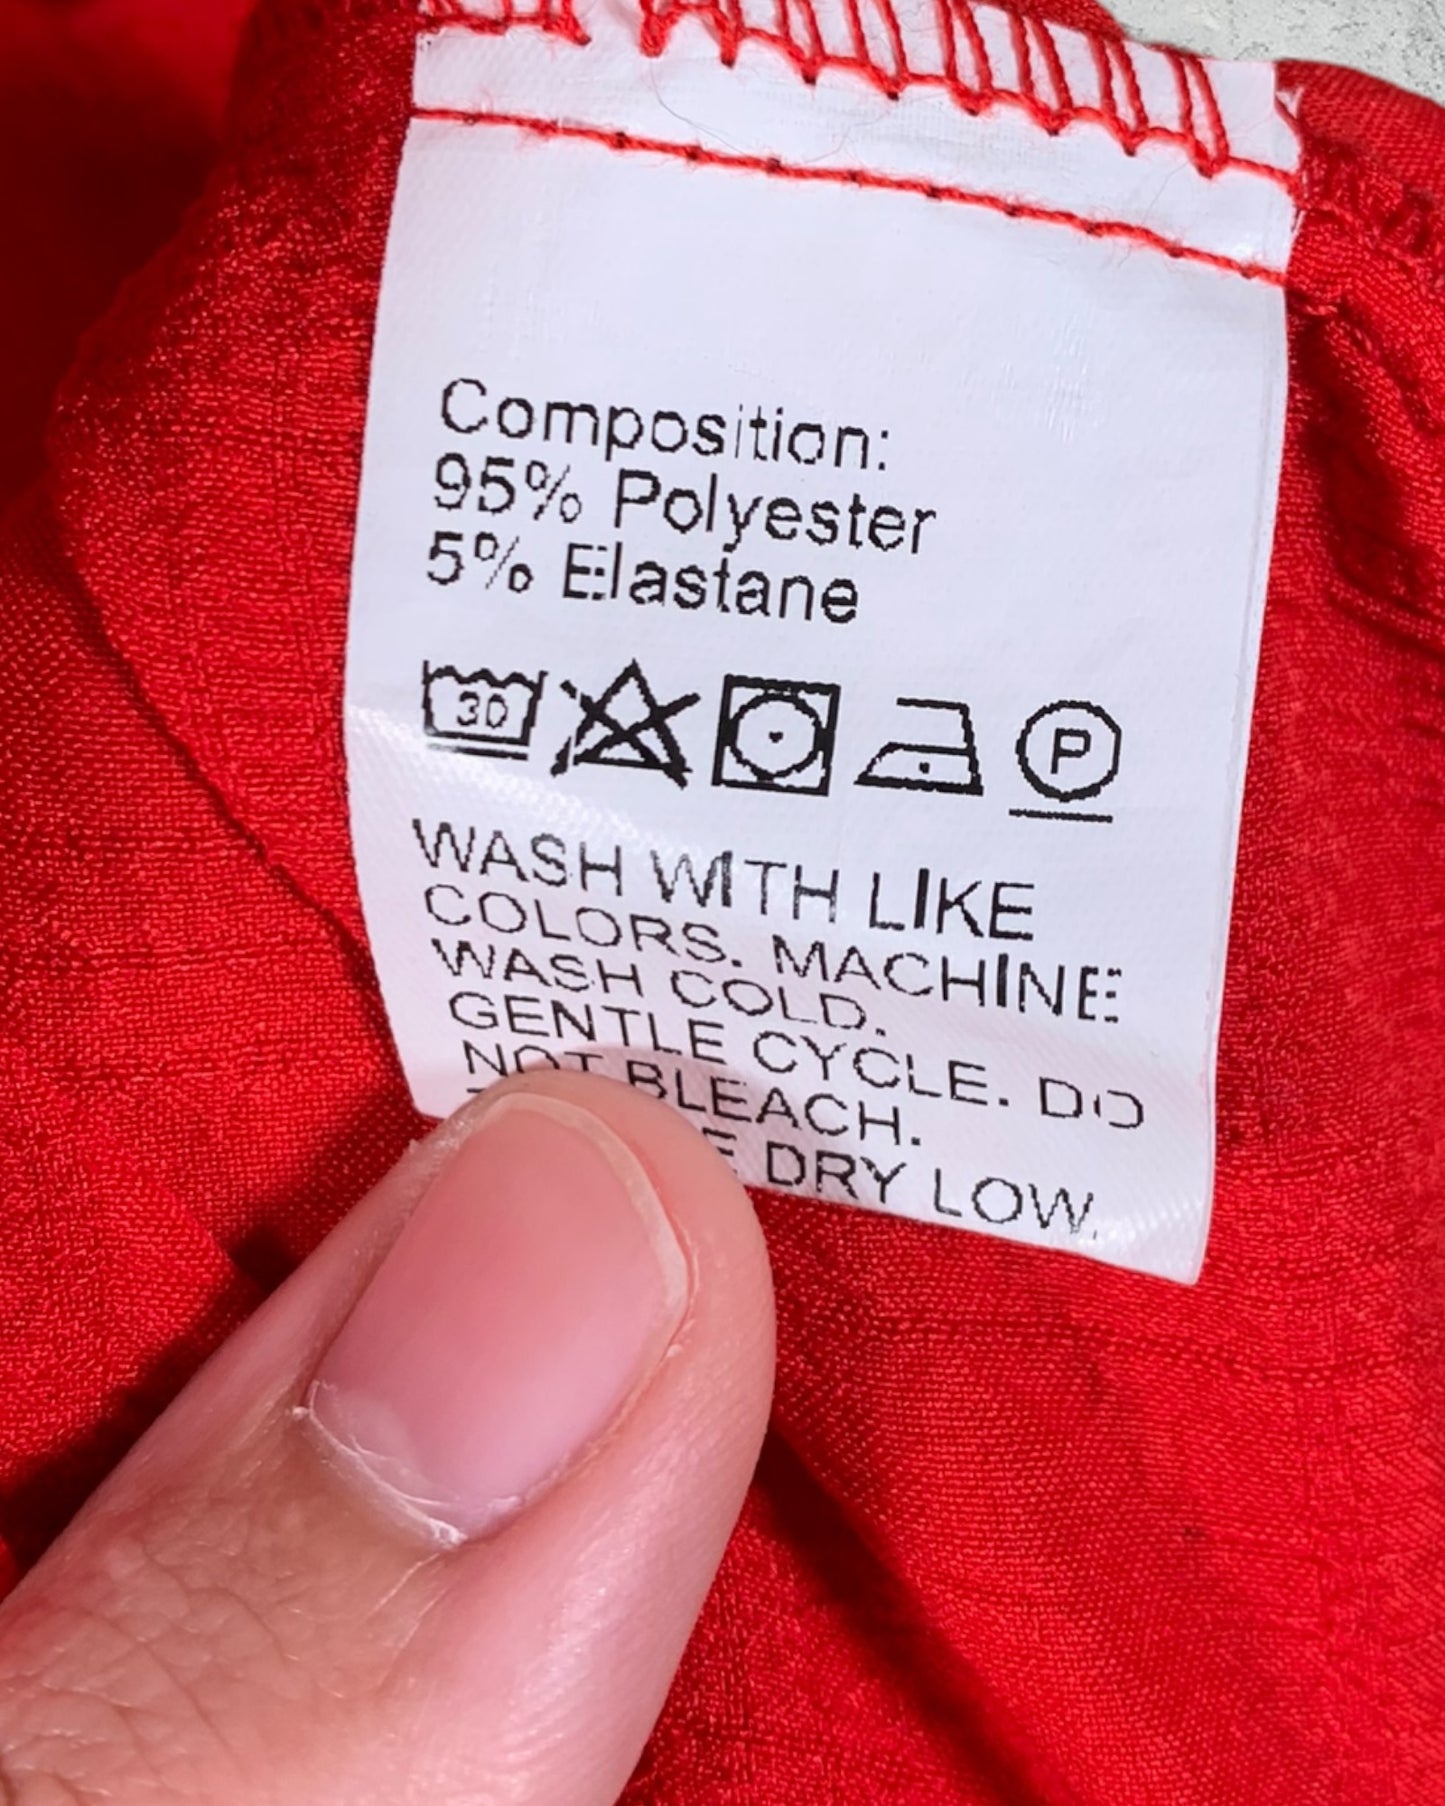 Composition:
95% Polyester
5% Elastane
30 P
WASH WITH LIKE
COLORS. MACHINE
WASH COLD.
GENTLE CYCLE. DO
NOT BLEACH.
DRY LOW.